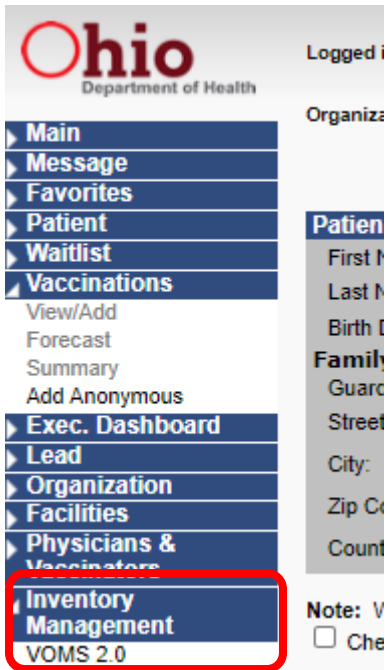 Ohio
Department of Health
Main
Message
Favorites
Patient
Waitlist
Vaccinations
View/Add
Forecast
Summary
Add Anonymous
Exec. Dashboard
Lead
Organization
Facilities
Physicians &
Vaccinators
Inventory
Management
VOMS 2.0
Logged i
Organiza
Patien
First N
Last N
Birth D
Family
Guard
Street
City:
Zip Co
Count
Note: W
Che